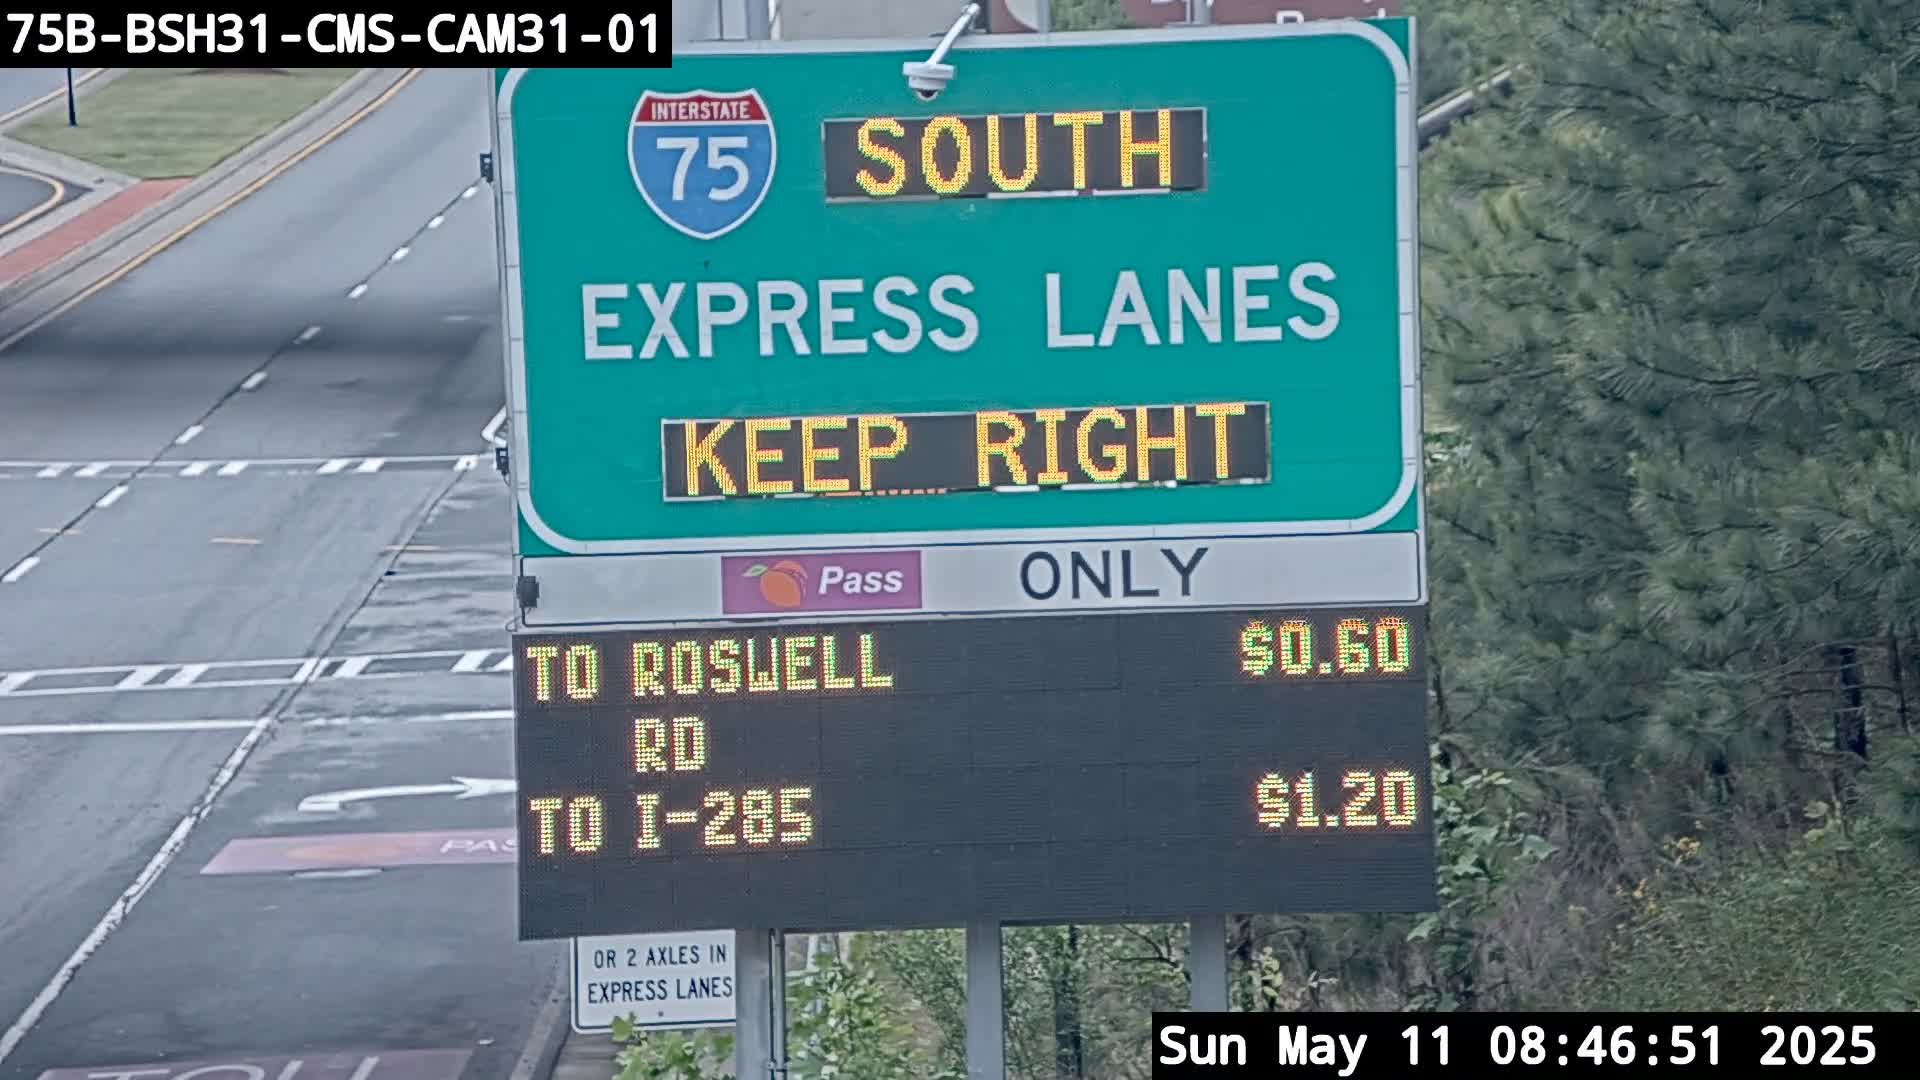 75B-BSH31-CMS-CAM31-01
INTERSTATE
75
SOUTH
EXPRESS LANES
KEEP RIGHT
Pass ONLY
TO ROSWELL $0.60
RD
TO I-285 $1.20
OR 2 AXLES IN
EXPRESS LANES
TOLL
Sun May 11 08:46:51 2025